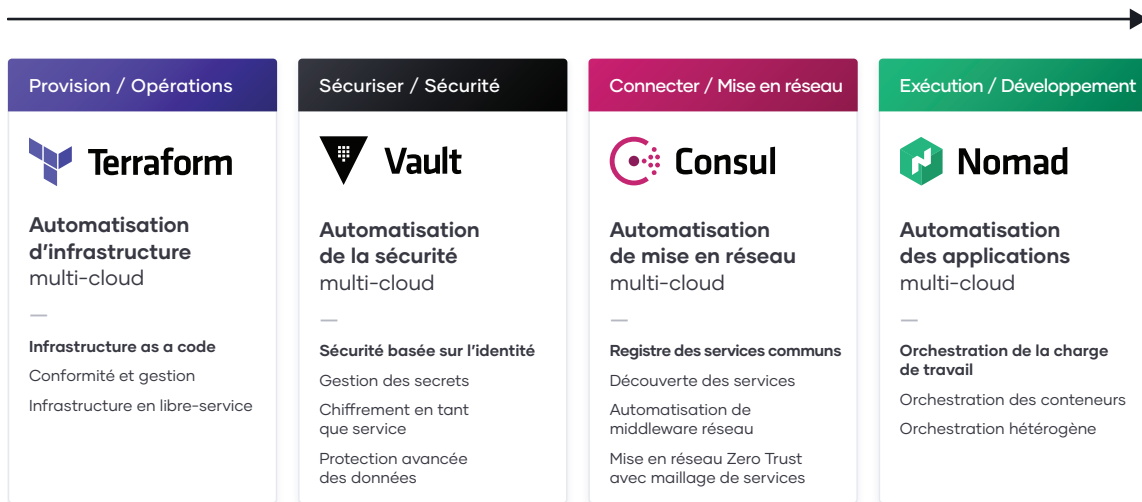 Provision / Opérations
Terraform
Automatisation
d'infrastructure
multi-cloud
Infrastructure as a code
Conformité et gestion
Infrastructure en libre-service
Sécuriser / Sécurité
Vault
Automatisation
de la sécurité
multi-cloud
Sécurité basée sur l'identité
Gestion des secrets
Chiffrement en tant
que service
Protection avancée
des données
Connecter / Mise en réseau
Consul
Automatisation
de mise en réseau
multi-cloud
Registre des services communs
Découverte des services
Automatisation de
middleware réseau
Mise en réseau Zero Trust
avec maillage de services
Exécution / Développement
Nomad
Automatisation
des applications
multi-cloud
Orchestration de la charge
de travail
Orchestration des conteneurs
Orchestration hétérogène